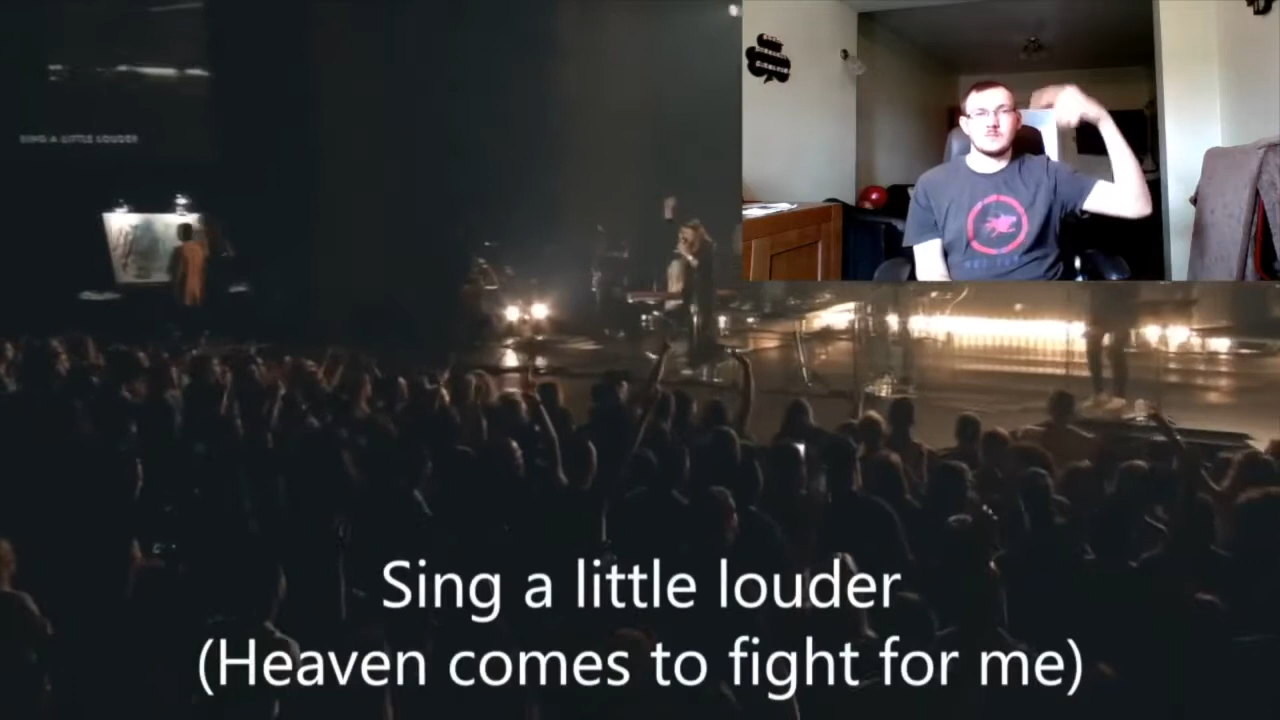 SING A LITTLE LOUDER
Sing a little louder
(Heaven comes to fight for me)